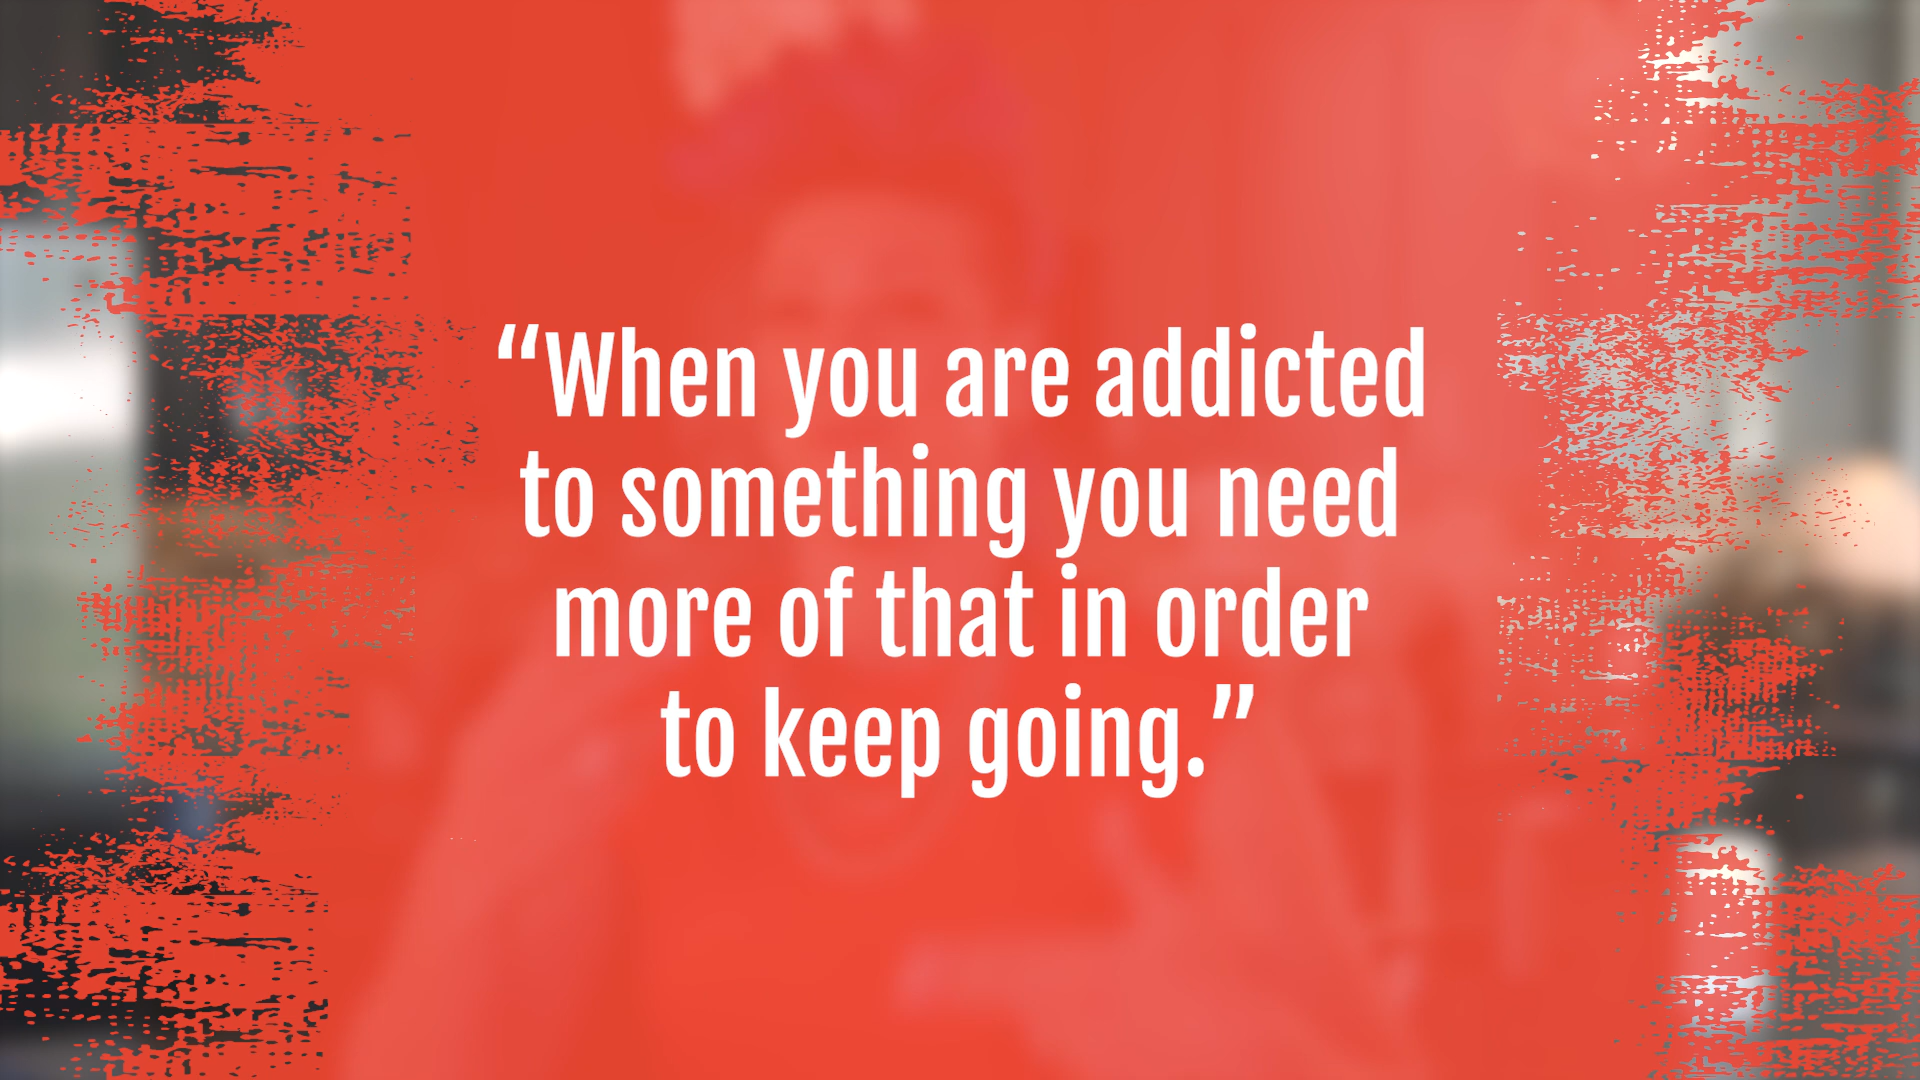 “When you are addicted
to something you need
more of that in order
to keep going.”